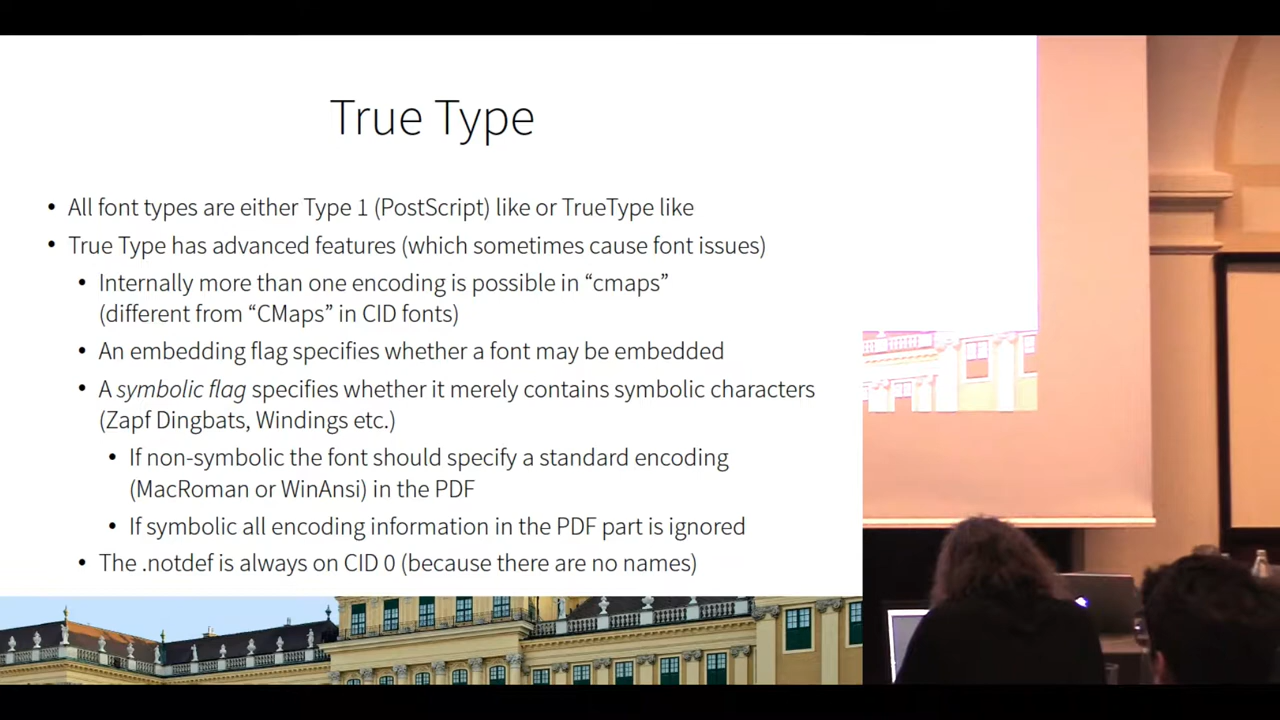 True Type
• All font types are either Type 1 (PostScript) like or TrueType like
• True Type has advanced features (which sometimes cause font issues)
• Internally more than one encoding is possible in “cmaps”
(different from “CMaps” in CID fonts)
• An embedding flag specifies whether a font may be embedded
• A symbolic flag specifies whether it merely contains symbolic characters
(Zapf Dingbats, Windings etc.)
• If non-symbolic the font should specify a standard encoding
(MacRoman or WinAnsi) in the PDF
• If symbolic all encoding information in the PDF part is ignored
• The .notdef is always on CID 0 (because there are no names)